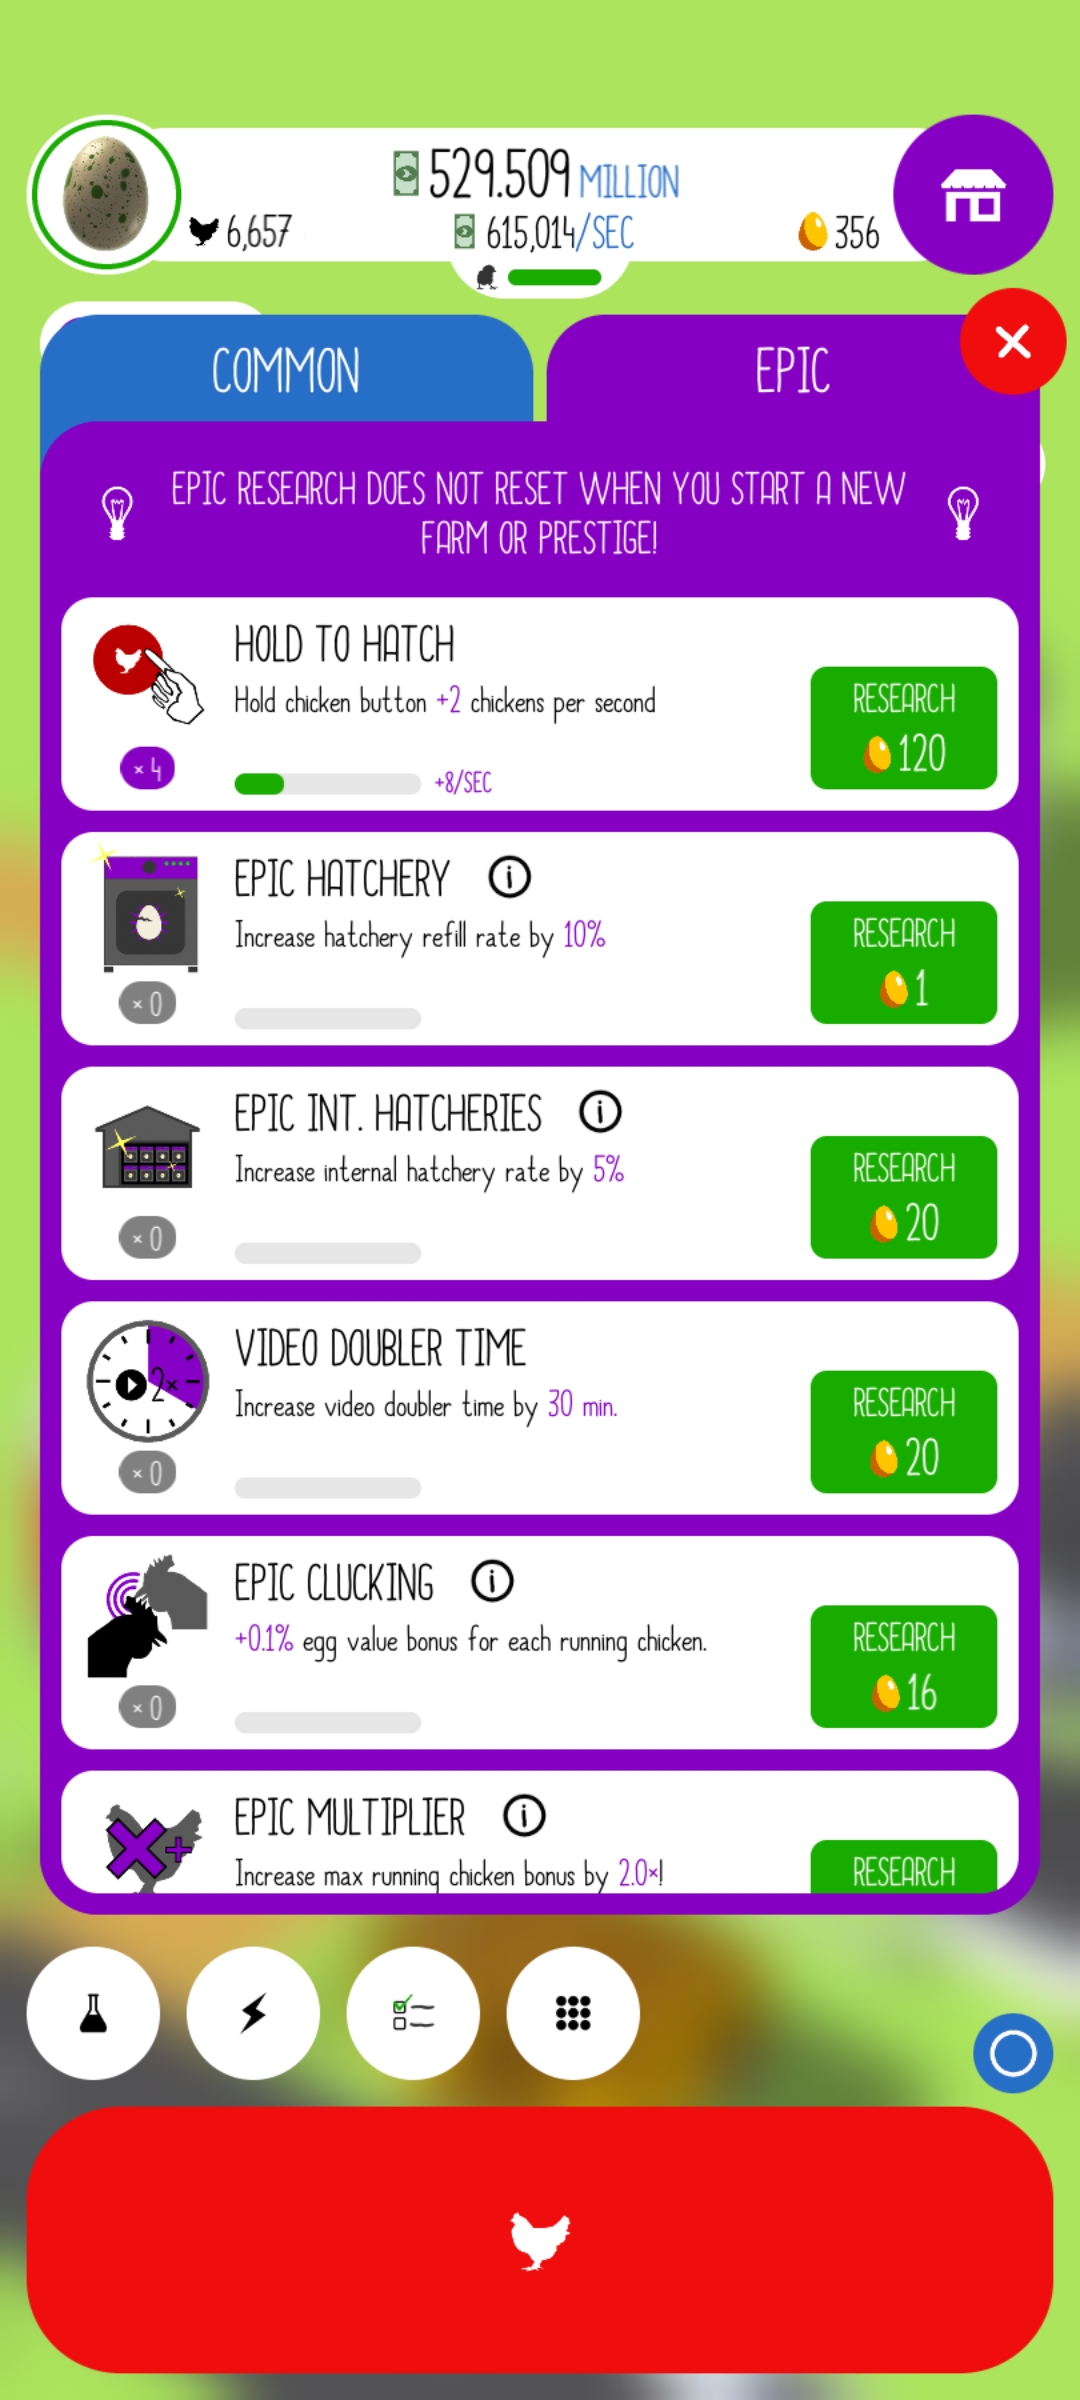 529.509 MILLION
6,657
615,014/SEC
356
COMMON
EPIC
EPIC RESEARCH DOES NOT RESET WHEN YOU START A NEW
FARM OR PRESTIGE!
HOLD TO HATCH
Hold chicken button +2 chickens per second
× 4
+8/SEC
RESEARCH
120
EPIC HATCHERY
Increase hatchery refill rate by 10%
× 0
RESEARCH
1
EPIC INT. HATCHERIES
Increase internal hatchery rate by 5%
× 0
RESEARCH
20
VIDEO DOUBLER TIME
2×
Increase video doubler time by 30 min.
× 0
RESEARCH
20
EPIC CLUCKING
+0.1% egg value bonus for each running chicken.
× 0
RESEARCH
16
EPIC MULTIPLIER
Increase max running chicken bonus by 2.0×!
RESEARCH